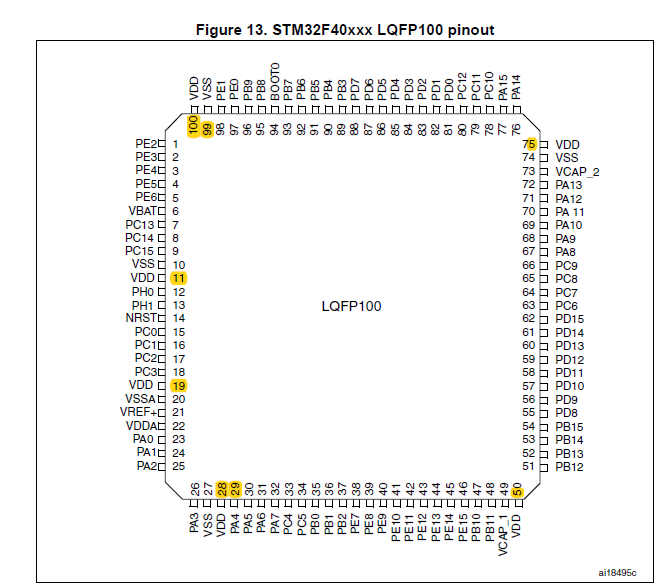 Figure 13. STM32F40xxx LQFP100 pinout
VDD VSS PE1 PE0 PB9 PB8 BOOT0 PB7 PB6 PB5 PB4 PB3 PD7 PD6 PD5 PD4 PD3 PD2 PD1 PD0 PC12 PC11 PC10 PA15 PA14
100 99 98 97 96 95 94 93 92 91 90 89 88 87 86 85 84 83 82 81 80 79 78 77 76
PE2 1 75 VDD
PE3 2 74 VSS
PE4 3 73 VCAP_2
PE5 4 72 PA13
PE6 5 71 PA12
VBAT 6 70 PA 11
PC13 7 69 PA10
PC14 8 68 PA9
PC15 9 67 PA8
VSS 10 66 PC9
VDD 11 65 PC8
PH0 12 64 PC7
PH1 13 63 PC6
NRST 14 62 PD15
PC0 15 61 PD14
PC1 16 60 PD13
PC2 17 59 PD12
PC3 18 58 PD11
VDD 19 57 PD10
VSSA 20 56 PD9
VREF+ 21 55 PD8
VDDA 22 54 PB15
PA0 23 53 PB14
PA1 24 52 PB13
PA2 25 51 PB12
LQFP100
26 27 28 29 30 31 32 33 34 35 36 37 38 39 40 41 42 43 44 45 46 47 48 49 50
PA3 VSS VDD PA4 PA5 PA6 PA7 PC4 PC5 PB0 PB1 PB2 PE7 PE8 PE9 PE10 PE11 PE12 PE13 PE14 PE15 PB10 PB11 VCAP_1 VDD
ai18495c